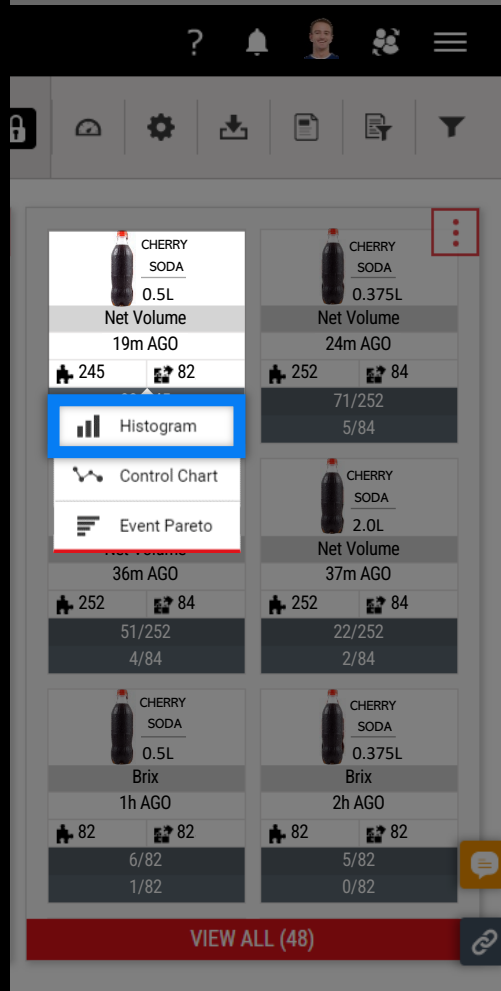 ?
CHERRY
SODA
0.5L
Net Volume
19m AGO
245 82
Histogram
Control Chart
Event Pareto
CHERRY
SODA
0.375L
Net Volume
24m AGO
252 84
71/252
5/84
Net Volume
36m AGO
252 84
51/252
4/84
CHERRY
SODA
2.0L
Net Volume
37m AGO
252 84
22/252
2/84
CHERRY
SODA
0.5L
Brix
1h AGO
82 82
6/82
1/82
CHERRY
SODA
0.375L
Brix
2h AGO
82 82
5/82
0/82
VIEW ALL (48)